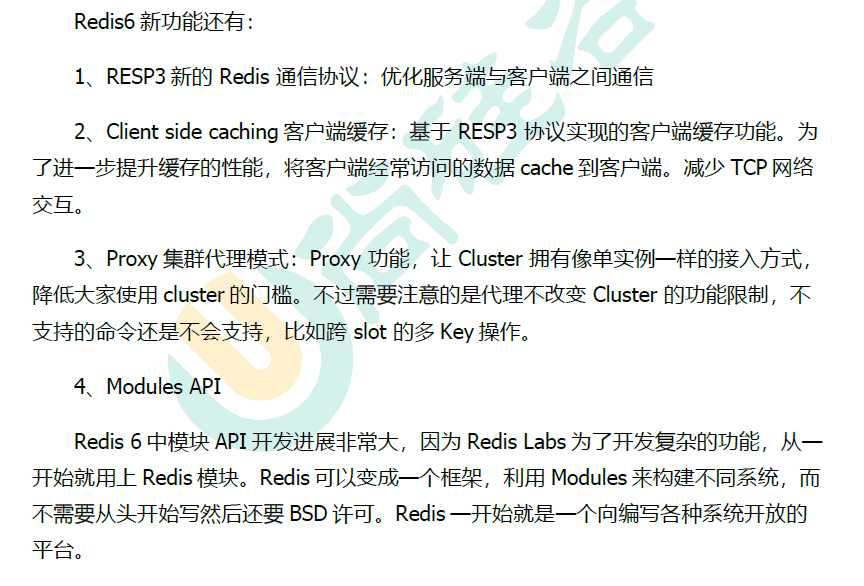 Redis6 新功能还有：
1、RESP3 新的 Redis 通信协议：优化服务端与客户端之间通信
2、Client side caching 客户端缓存：基于 RESP3 协议实现的客户端缓存功能。为
了进一步提升缓存的性能，将客户端经常访问的数据 cache 到客户端。减少 TCP 网络
交互。
3、Proxy 集群代理模式：Proxy 功能，让 Cluster 拥有像单实例一样的接入方式，
降低大家使用 cluster 的门槛。不过需要注意的是代理不改变 Cluster 的功能限制，不
支持的命令还是不会支持，比如跨 slot 的多 Key 操作。
4、Modules API
Redis 6 中模块 API 开发进展非常大，因为 Redis Labs 为了开发复杂的功能，从一
开始就用上 Redis 模块。Redis 可以变成一个框架，利用 Modules 来构建不同系统，而
不需要从头开始写然后还要 BSD 许可。Redis 一开始就是一个向编写各种系统开放的
平台。
尚硅谷